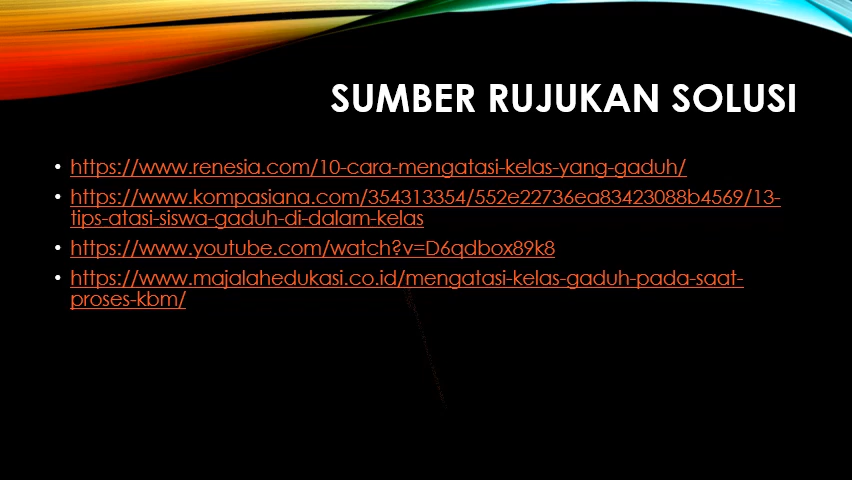 SUMBER RUJUKAN SOLUSI
• https://www.renesia.com/10-cara-mengatasi-kelas-yang-gaduh/
• https://www.kompasiana.com/354313354/552e22736ea83423088b4569/13-
tips-atasi-siswa-gaduh-di-dalam-kelas
• https://www.youtube.com/watch?v=D6qdbox89k8
• https://www.majalahedukasi.co.id/mengatasi-kelas-gaduh-pada-saat-
proses-kbm/